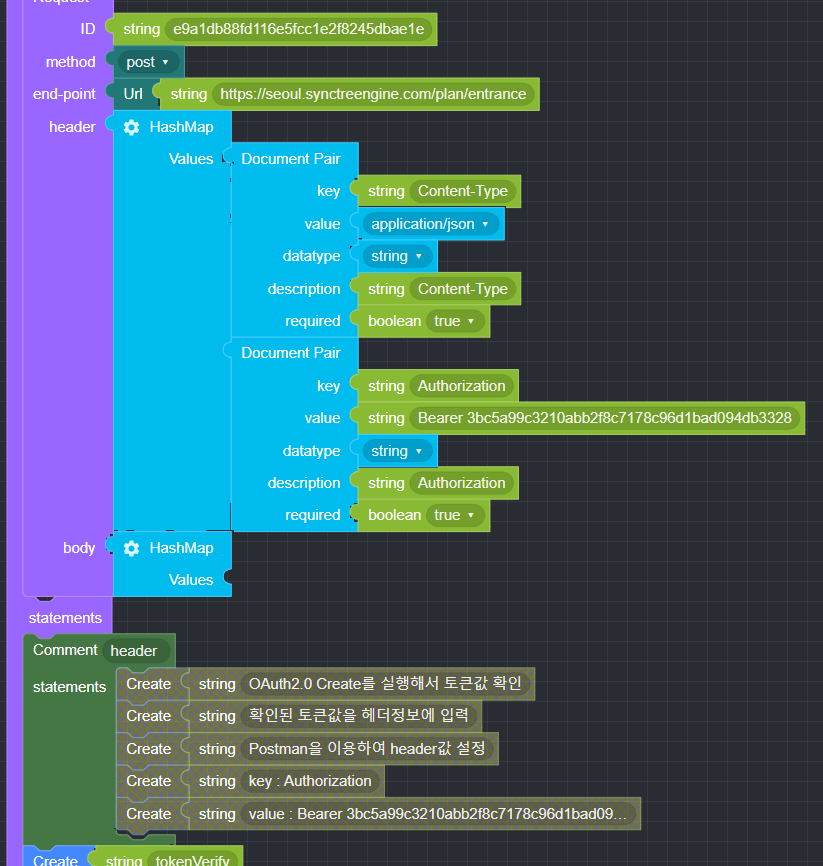 Request
ID string e9a1db88fd116e5fcc1e2f8245dbae1e
method post
end-point Url string https://seoul.synctreeengine.com/plan/entrance
header HashMap
Values Document Pair
key string Content-Type
value application/json
datatype string
description string Content-Type
required boolean true
Document Pair
key string Authorization
value string Bearer 3bc5a99c3210abb2f8c7178c96d1bad094db3328
datatype string
description string Authorization
required boolean true
body HashMap
Values
statements
Comment header
statements Create string OAuth2.0 Create를 실행해서 토큰값 확인
Create string 확인된 토큰값을 헤더정보에 입력
Create string Postman을 이용하여 header값 설정
Create string key : Authorization
Create string value : Bearer 3bc5a99c3210abb2f8c7178c96d1bad09...
Create string tokenVerify